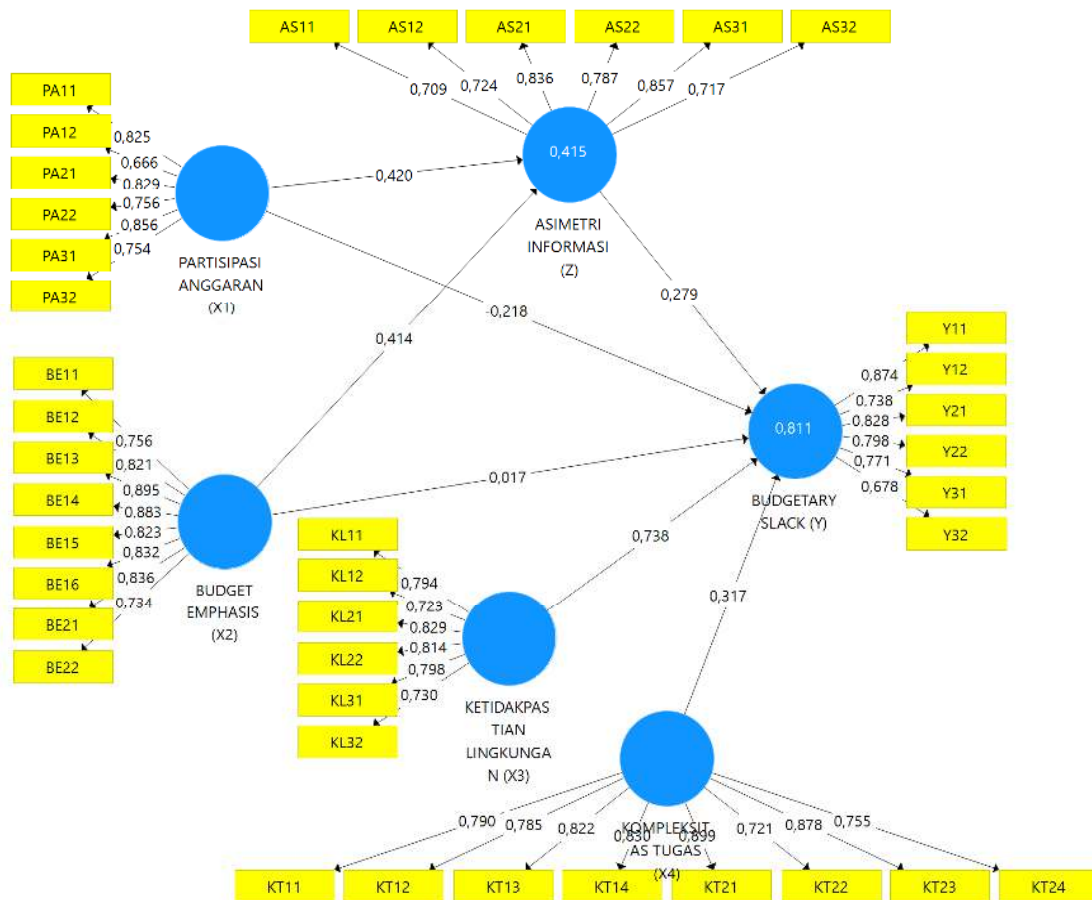 AS11 AS12 AS21 AS22 AS31 AS32
0,709 0,724 0,836 0,787 0,857 0,717
PA11
PA12
PA21
PA22
PA31
PA32
0,825
0,666
0,829
0,756
0,856
0,754
PARTISIPASI
ANGGARAN
(X1)
0,415
ASIMETRI
INFORMASI
(Z)
0,420
-0,218
0,414
0,279
BE11
BE12
BE13
BE14
BE15
BE16
BE21
BE22
0,756
0,821
0,895
0,883
0,823
0,832
0,836
0,734
BUDGET
EMPHASIS
(X2)
0,017
0,811
BUDGETARY
SLACK (Y)
0,874
0,738
0,828
0,798
0,771
0,678
Y11
Y12
Y21
Y22
Y31
Y32
KL11
KL12
KL21
KL22
KL31
KL32
0,794
0,723
0,829
0,814
0,798
0,730
KETIDAKPAS
TIAN
LINGKUNGA
N (X3)
0,738
0,317
KOMPLEKSIT
AS TUGAS
(X4)
0,790 0,785 0,822 0,830 0,899 0,721 0,878 0,755
KT11 KT12 KT13 KT14 KT21 KT22 KT23 KT24